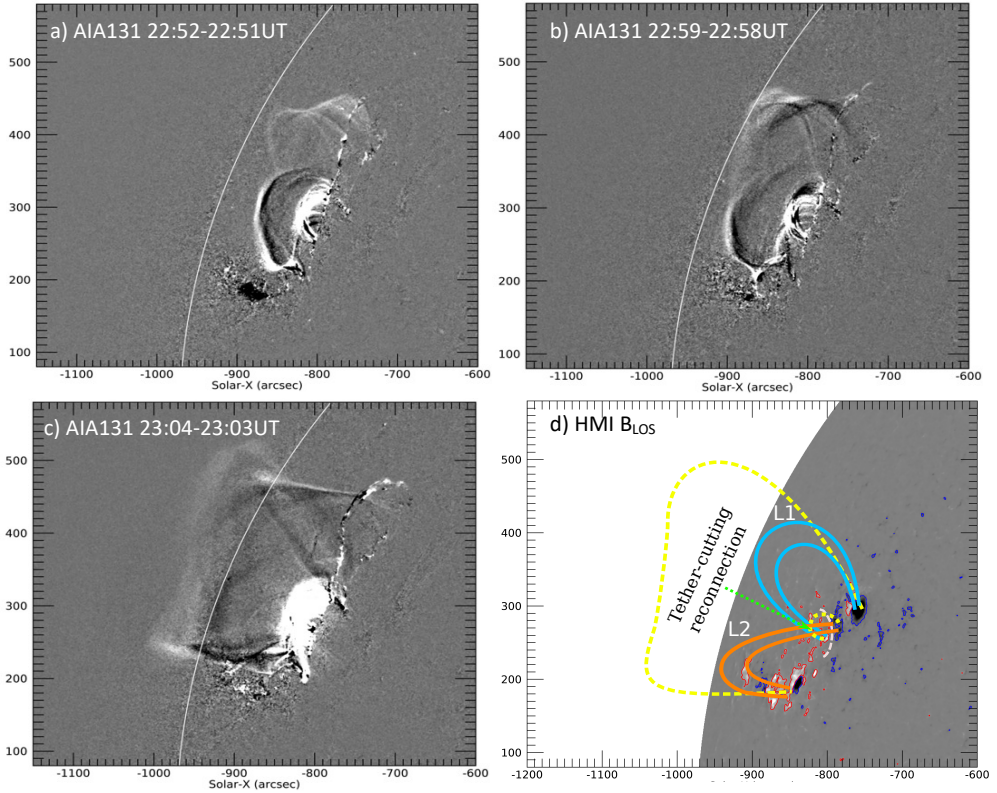 a) AIA131 22:52-22:51UT
500
400
300
200
100
-1100 -1000 -900 -800 -700 -600
Solar-X (arcsec)
b) AIA131 22:59-22:58UT
500
400
300
200
100
-1100 -1000 -900 -800 -700 -600
Solar-X (arcsec)
c) AIA131 23:04-23:03UT
500
400
300
200
100
-1100 -1000 -900 -800 -700 -600
Solar-X (arcsec)
d) HMI BLOS
500
400
300
200
100
L1
Tether-cutting
reconnection
L2
-1200 -1100 -1000 -900 -800 -700 -600